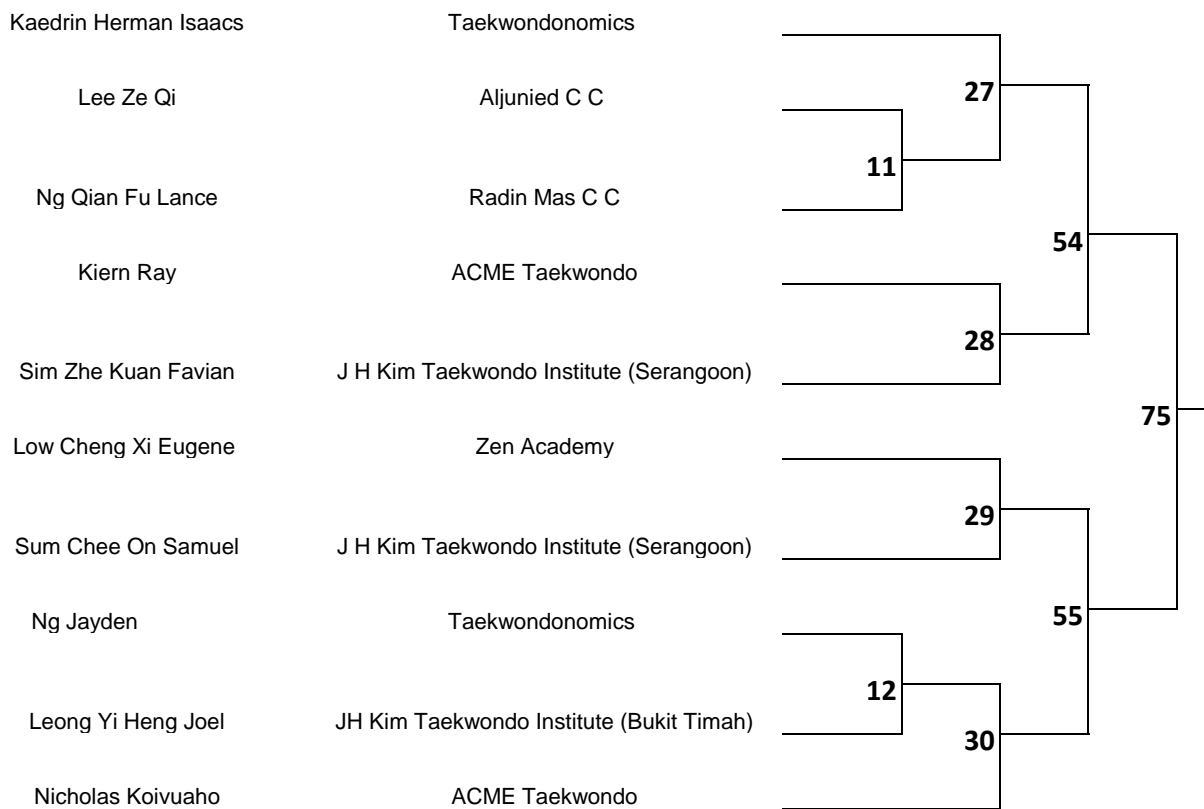 Kaedrin Herman Isaacs Taekwondonomics
27
Lee Ze Qi Aljunied C C
11
Ng Qian Fu Lance Radin Mas C C
54
Kiern Ray ACME Taekwondo
28
Sim Zhe Kuan Favian J H Kim Taekwondo Institute (Serangoon)
75
Low Cheng Xi Eugene Zen Academy
29
Sum Chee On Samuel J H Kim Taekwondo Institute (Serangoon)
55
Ng Jayden Taekwondonomics
12
Leong Yi Heng Joel JH Kim Taekwondo Institute (Bukit Timah)
30
Nicholas Koivuaho ACME Taekwondo